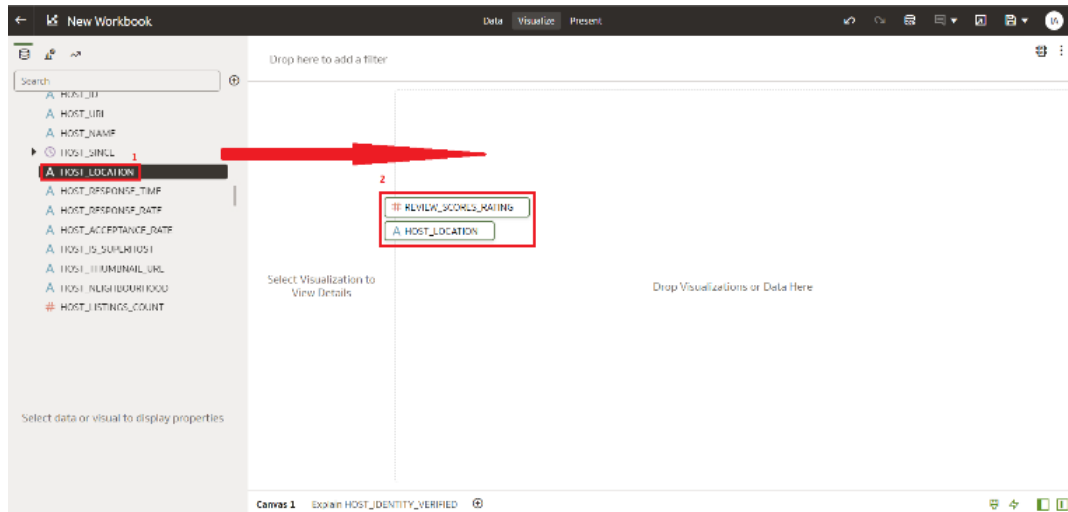 New Workbook
Data Visualize Present
Drop here to add a filter
Search
A HOST_ID
A HOST_URL
A HOST_NAME
HOST_SINCE
1
A HOST_LOCATION
A HOST_RESPONSE_TIME
A HOST_RESPONSE_RATE
A HOST_ACCEPTANCE_RATE
A HOST_IS_SUPERHOST
A HOST_THUMBNAIL_URL
A HOST_NEIGHBOURHOOD
# HOST_LISTINGS_COUNT
Select data or visual to display properties
2
# REVIEW_SCORES_RATING
A HOST_LOCATION
Select Visualization to
View Details
Drop Visualizations or Data Here
Canvas 1 Explain HOST_IDENTITY_VERIFIED